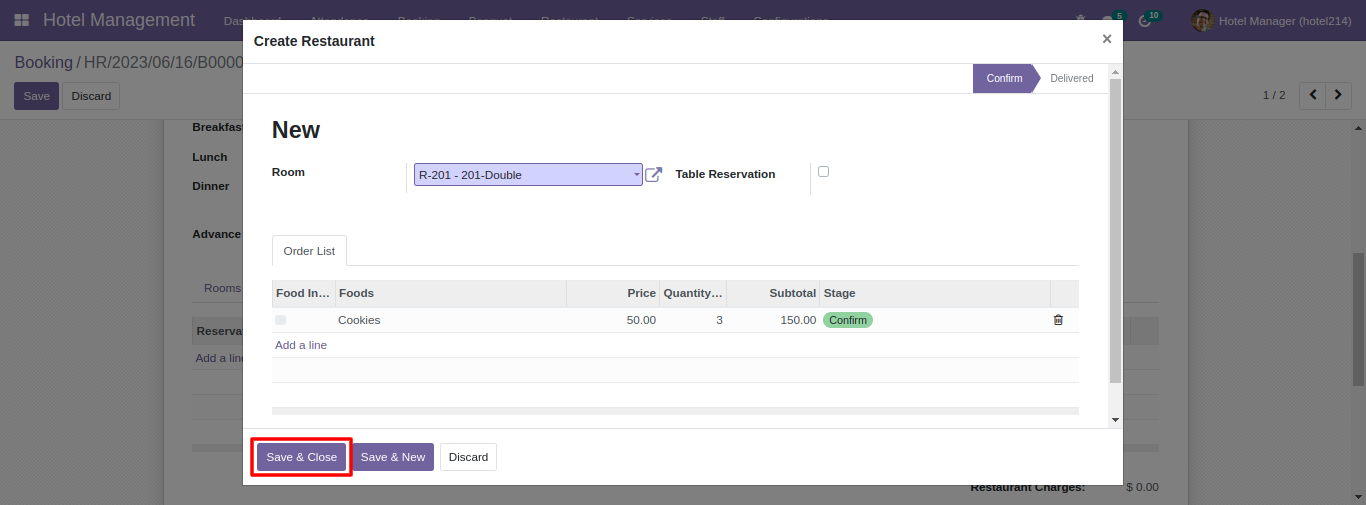 Hotel Management Dashboard Attendance Booking Banquet Restaurant Services Staff Configurations 5 10 Hotel Manager (hotel214)
Create Restaurant ×
Booking / HR/2023/06/16/B0000
Confirm Delivered
Save Discard
1 / 2
Breakfast
New
Lunch
Dinner
Room R-201 - 201-Double Table Reservation
Advance
Order List
Rooms
Food In... Foods Price Quantity... Subtotal Stage
Reserva
Cookies 50.00 3 150.00 Confirm
Add a line
Add a line
Save & Close Save & New Discard
Restaurant Charges: $ 0.00